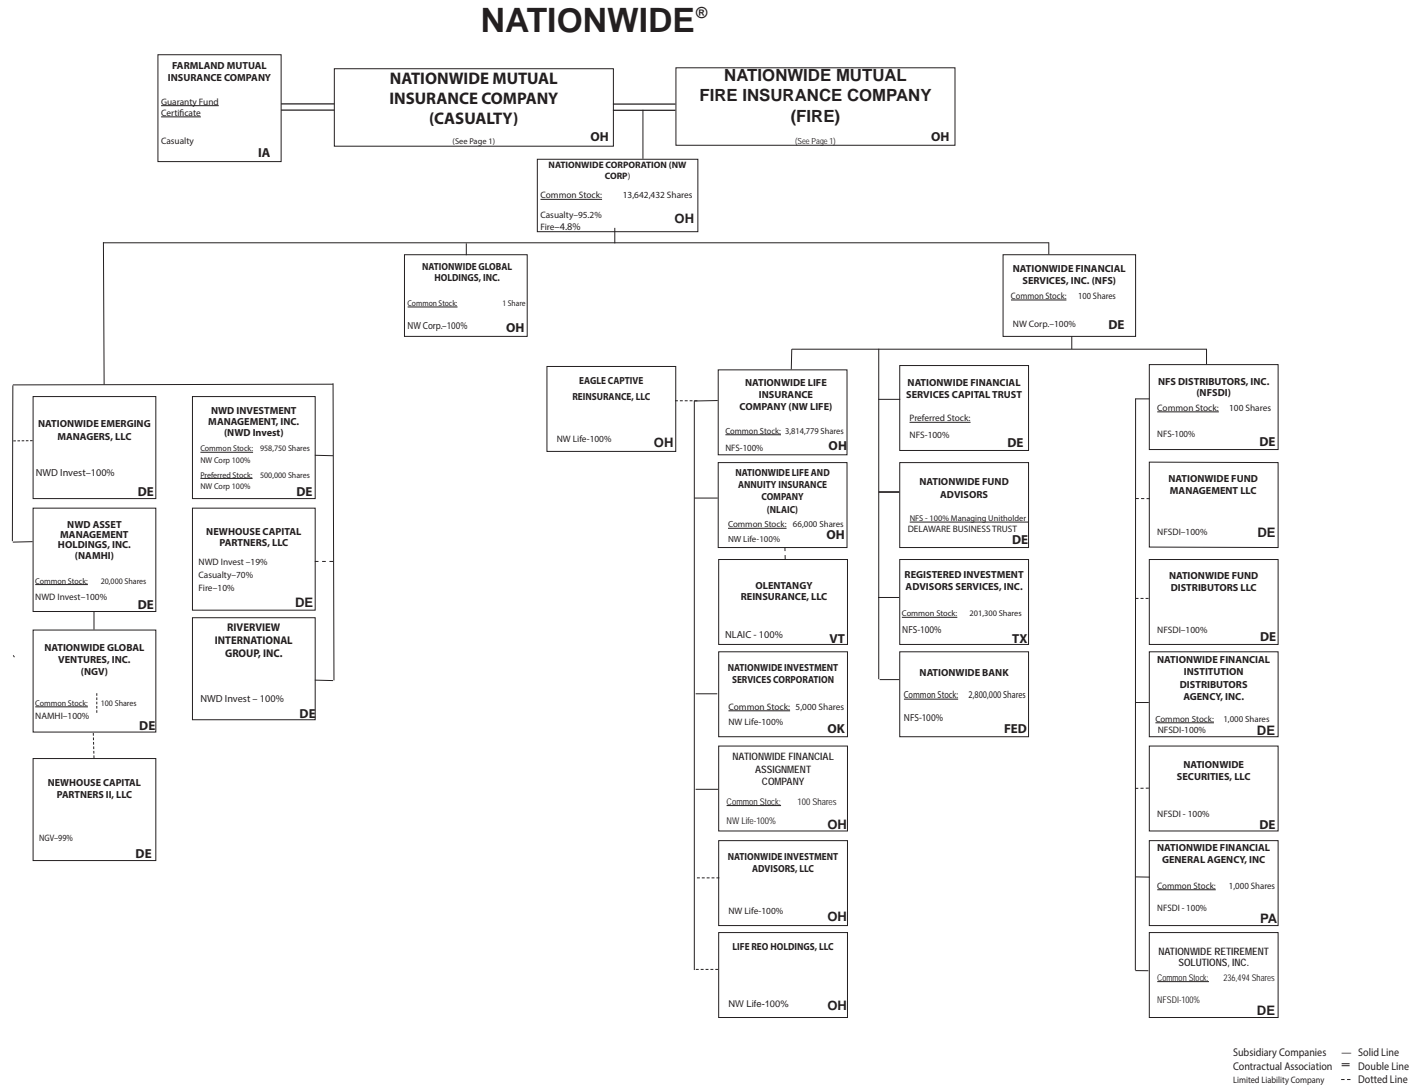 NATIONWIDE®
FARMLAND MUTUAL
INSURANCE COMPANY
Guaranty Fund
Certificate
Casualty
IA
NATIONWIDE MUTUAL
INSURANCE COMPANY
(CASUALTY)
(See Page 1)
OH
NATIONWIDE MUTUAL
FIRE INSURANCE COMPANY
(FIRE)
(See Page 1)
OH
NATIONWIDE CORPORATION (NW
CORP)
Common Stock: 13,642,432 Shares
Casualty–95.2%
Fire–4.8%
OH
NATIONWIDE GLOBAL
HOLDINGS, INC.
Common Stock: 1 Share
NW Corp.–100%
OH
NATIONWIDE FINANCIAL
SERVICES, INC. (NFS)
Common Stock: 100 Shares
NW Corp.–100%
DE
NATIONWIDE EMERGING
MANAGERS, LLC
NWD Invest–100%
DE
NWD ASSET
MANAGEMENT
HOLDINGS, INC.
(NAMHI)
Common Stock: 20,000 Shares
NWD Invest–100%
DE
NATIONWIDE GLOBAL
VENTURES, INC.
(NGV)
Common Stock: 100 Shares
NAMHI–100%
DE
NEWHOUSE CAPITAL
PARTNERS II, LLC
NGV–99%
DE
NWD INVESTMENT
MANAGEMENT, INC.
(NWD Invest)
Common Stock: 958,750 Shares
NW Corp 100%
Preferred Stock: 500,000 Shares
NW Corp 100%
DE
NEWHOUSE CAPITAL
PARTNERS, LLC
NWD Invest –19%
Casualty–70%
Fire–10%
DE
RIVERVIEW
INTERNATIONAL
GROUP, INC.
NWD Invest – 100%
DE
EAGLE CAPTIVE
REINSURANCE, LLC
NW Life-100%
OH
NATIONWIDE LIFE
INSURANCE
COMPANY (NW LIFE)
Common Stock: 3,814,779 Shares
NFS-100%
OH
NATIONWIDE LIFE AND
ANNUITY INSURANCE
COMPANY
(NLAIC)
Common Stock: 66,000 Shares
NW Life-100%
OH
OLENTANGY
REINSURANCE, LLC
NLAIC - 100%
VT
NATIONWIDE INVESTMENT
SERVICES CORPORATION
Common Stock: 5,000 Shares
NW Life-100%
OK
NATIONWIDE FINANCIAL
ASSIGNMENT
COMPANY
Common Stock: 100 Shares
NW Life-100%
OH
NATIONWIDE INVESTMENT
ADVISORS, LLC
NW Life-100%
OH
LIFE REO HOLDINGS, LLC
NW Life-100%
OH
NATIONWIDE FINANCIAL
SERVICES CAPITAL TRUST
Preferred Stock:
NFS-100%
DE
NATIONWIDE FUND
ADVISORS
NFS - 100% Managing Unitholder
DELAWARE BUSINESS TRUST
DE
REGISTERED INVESTMENT
ADVISORS SERVICES, INC.
Common Stock: 201,300 Shares
NFS-100%
TX
NATIONWIDE BANK
Common Stock: 2,800,000 Shares
NFS-100%
FED
NFS DISTRIBUTORS, INC.
(NFSDI)
Common Stock: 100 Shares
NFS-100%
DE
NATIONWIDE FUND
MANAGEMENT LLC
NFSDI–100%
DE
NATIONWIDE FUND
DISTRIBUTORS LLC
NFSDI–100%
DE
NATIONWIDE FINANCIAL
INSTITUTION
DISTRIBUTORS
AGENCY, INC.
Common Stock: 1,000 Shares
NFSDI-100%
DE
NATIONWIDE
SECURITIES, LLC
NFSDI - 100%
DE
NATIONWIDE FINANCIAL
GENERAL AGENCY, INC
Common Stock: 1,000 Shares
NFSDI - 100%
PA
NATIONWIDE RETIREMENT
SOLUTIONS, INC.
Common Stock: 236,494 Shares
NFSDI-100%
DE
Subsidiary Companies — Solid Line
Contractual Association = Double Line
Limited Liability Company -- Dotted Line